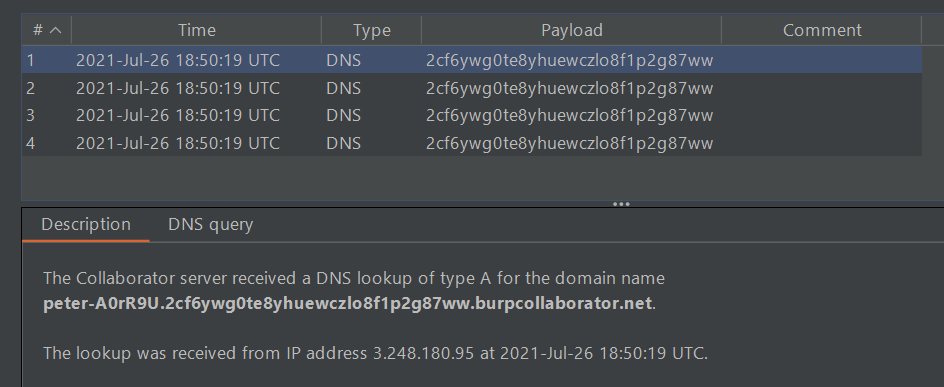 # Time Type Payload Comment
1 2021-Jul-26 18:50:19 UTC DNS 2cf6ywg0te8yhuewczlo8f1p2g87ww
2 2021-Jul-26 18:50:19 UTC DNS 2cf6ywg0te8yhuewczlo8f1p2g87ww
3 2021-Jul-26 18:50:19 UTC DNS 2cf6ywg0te8yhuewczlo8f1p2g87ww
4 2021-Jul-26 18:50:19 UTC DNS 2cf6ywg0te8yhuewczlo8f1p2g87ww
Description DNS query
The Collaborator server received a DNS lookup of type A for the domain name
peter-A0rR9U.2cf6ywg0te8yhuewczlo8f1p2g87ww.burpcollaborator.net.
The lookup was received from IP address 3.248.180.95 at 2021-Jul-26 18:50:19 UTC.